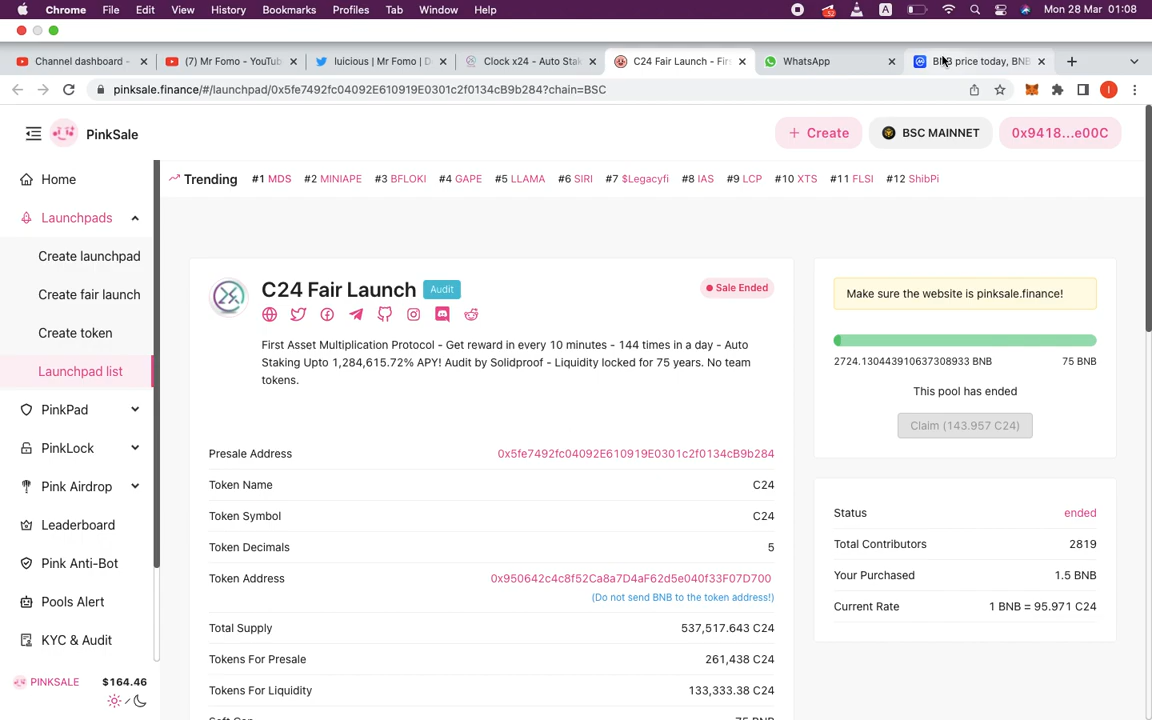 Chrome File Edit View History Bookmarks Profiles Tab Window Help 52 A Mon 28 Mar 01:08
Channel dashboard - (7) Mr Fomo - YouTub luicious | Mr Fomo | D Clock x24 - Auto Stak C24 Fair Launch - Firs WhatsApp price today, BNB
pinksale.finance/#/launchpad/0x5fe7492fc04092E610919E0301c2f0134cB9b284?chain=BSC I
PinkSale + Create BSC MAINNET 0x9418...e00C
Home
Launchpads
Create launchpad
Create fair launch
Create token
Launchpad list
PinkPad
PinkLock
Pink Airdrop
Leaderboard
Pink Anti-Bot
Pools Alert
KYC & Audit
PINKSALE $164.46
/
Trending #1 MDS #2 MINIAPE #3 BFLOKI #4 GAPE #5 LLAMA #6 SIRI #7 $Legacyfi #8 IAS #9 LCP #10 XTS #11 FLSI #12 ShibPi
C24 Fair Launch Audit Sale Ended
First Asset Multiplication Protocol - Get reward in every 10 minutes - 144 times in a day - Auto
Staking Upto 1,284,615.72% APY! Audit by Solidproof - Liquidity locked for 75 years. No team
tokens.
Presale Address 0x5fe7492fc04092E610919E0301c2f0134cB9b284
Token Name C24
Token Symbol C24
Token Decimals 5
Token Address 0x950642c4c8f52Ca8a7D4aF62d5e040f33F07D700
(Do not send BNB to the token address!)
Total Supply 537,517.643 C24
Tokens For Presale 261,438 C24
Tokens For Liquidity 133,333.38 C24
Soft Cap 75 BNB
Make sure the website is pinksale.finance!
2724.130443910637308933 BNB 75 BNB
This pool has ended
Claim (143.957 C24)
Status ended
Total Contributors 2819
Your Purchased 1.5 BNB
Current Rate 1 BNB = 95.971 C24